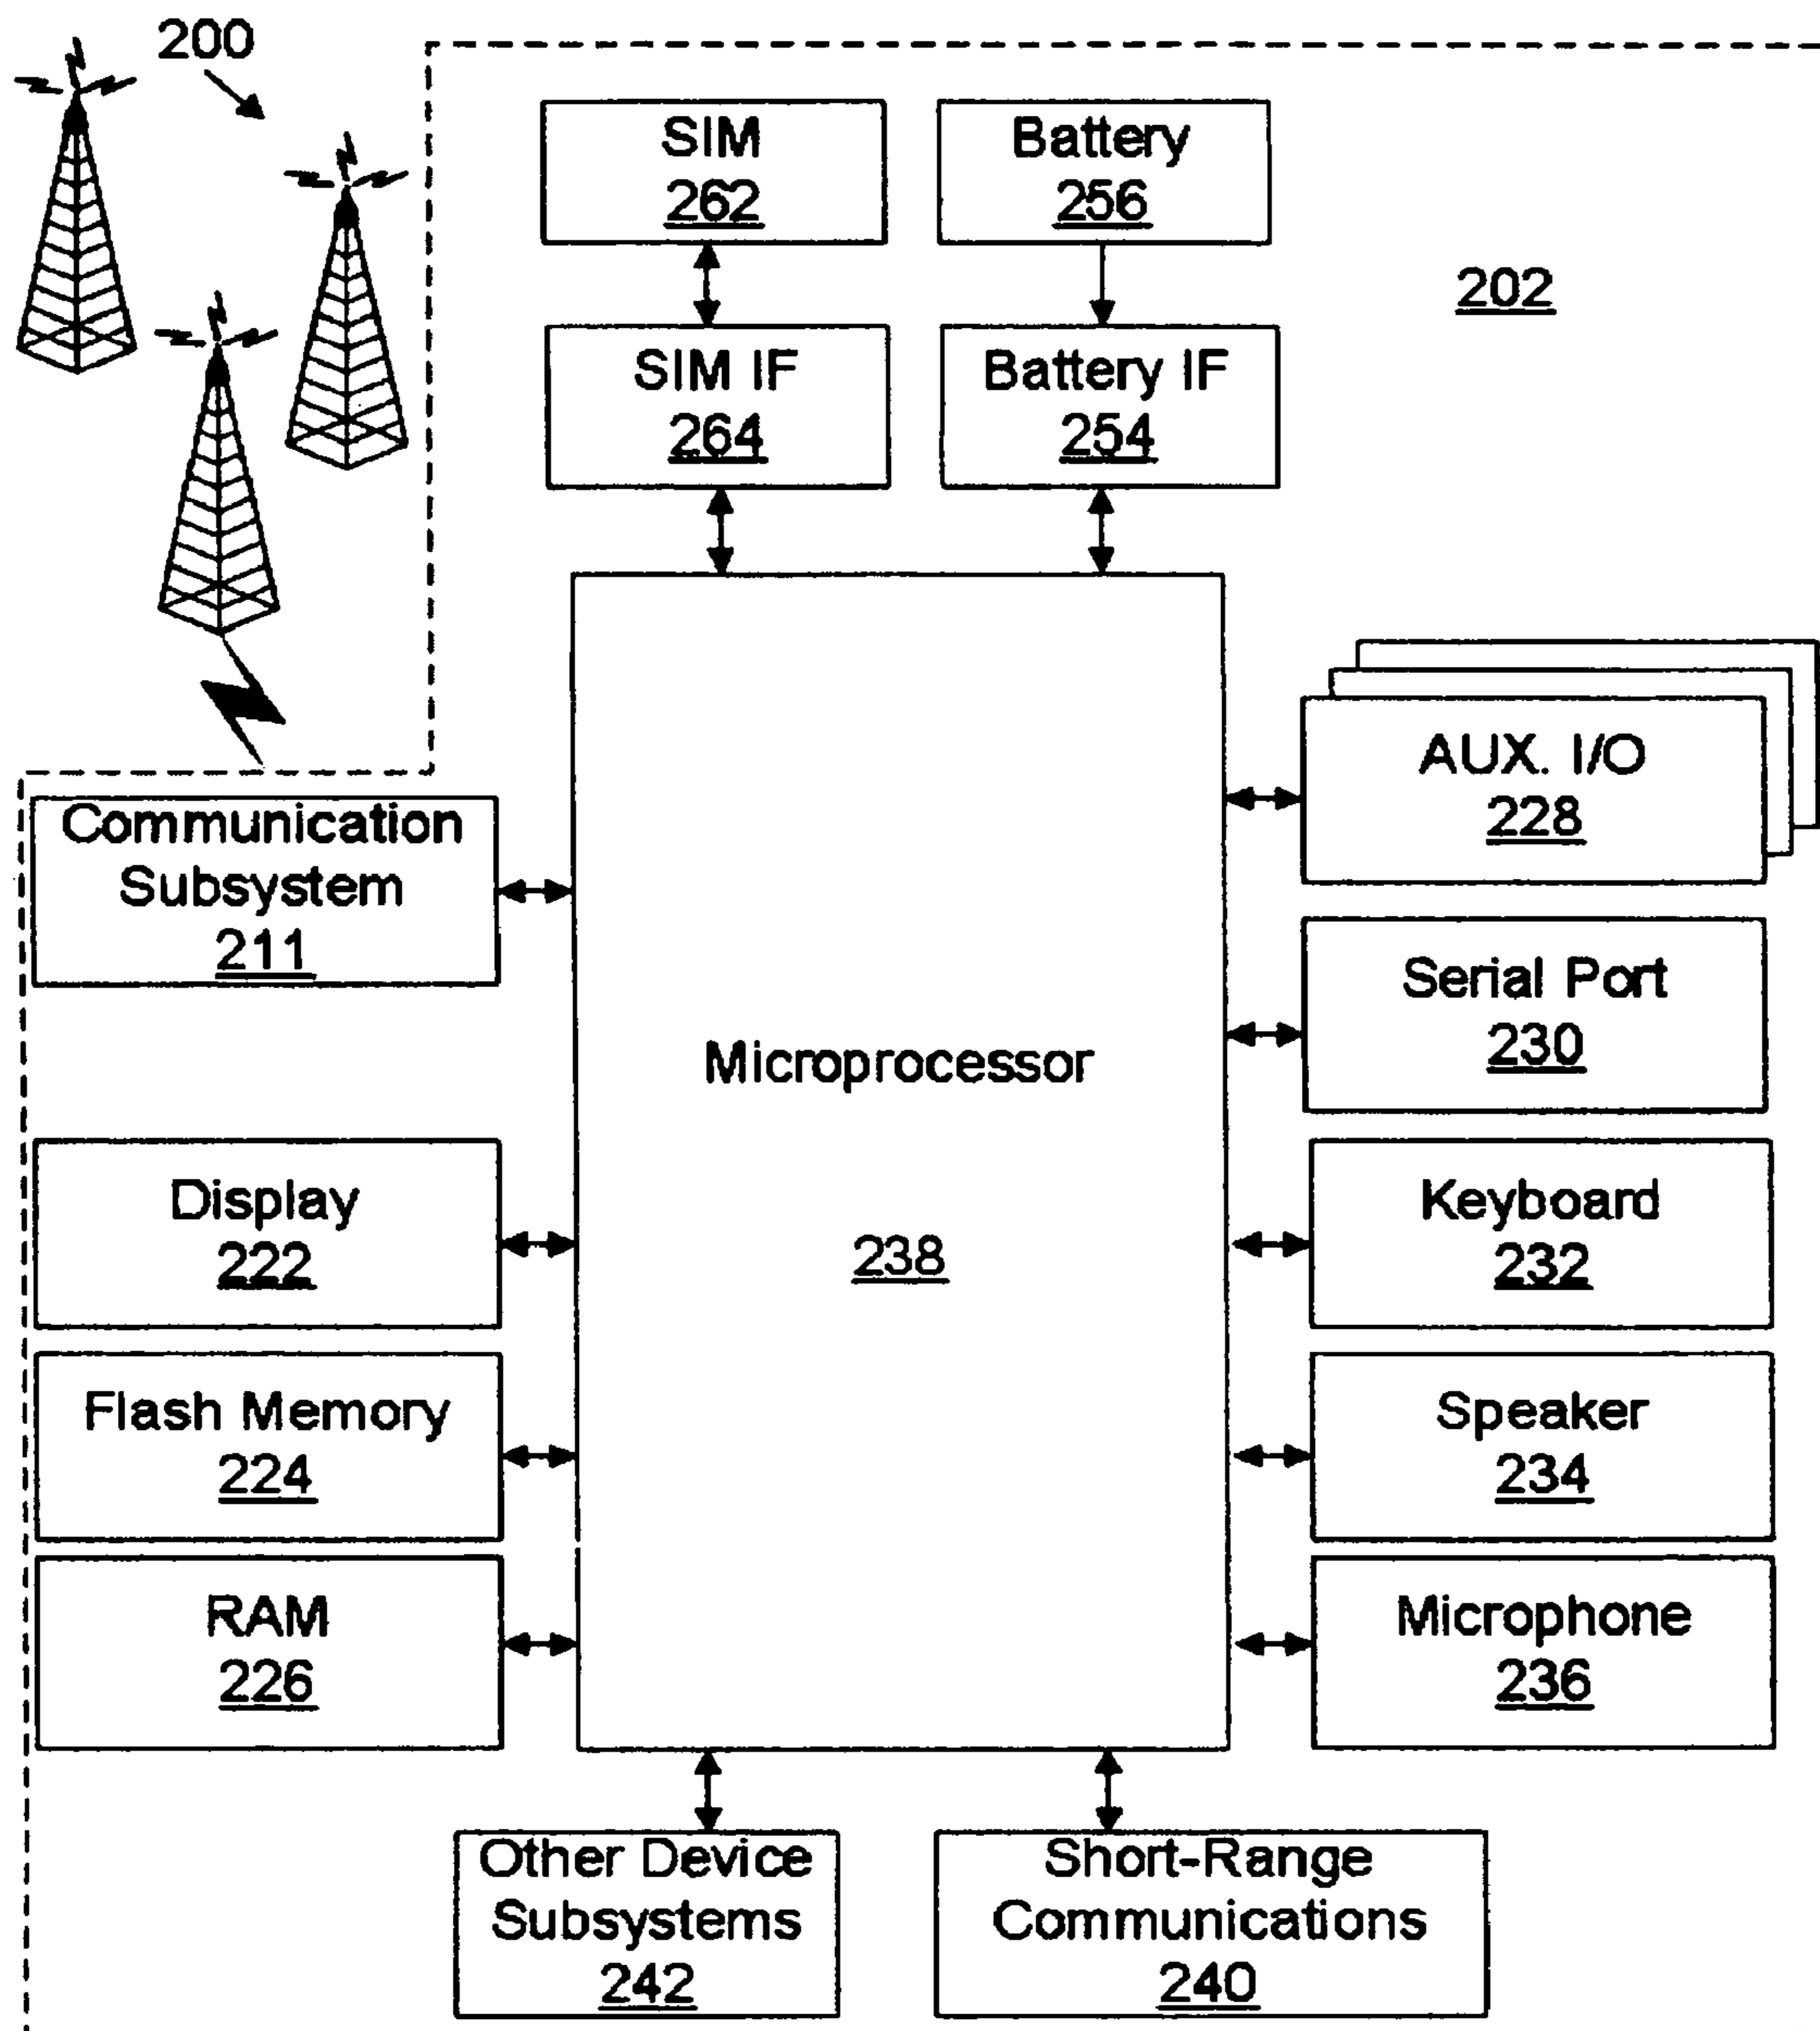 200
SIM
262
Battery
256
202
SIM IF
264
Battery IF
254
AUX. I/O
228
Communication
Subsystem
211
Serial Port
230
Microprocessor
238
Display
222
Keyboard
232
Flash Memory
224
Speaker
234
RAM
226
Microphone
236
Other Device
Subsystems
242
Short-Range
Communications
240